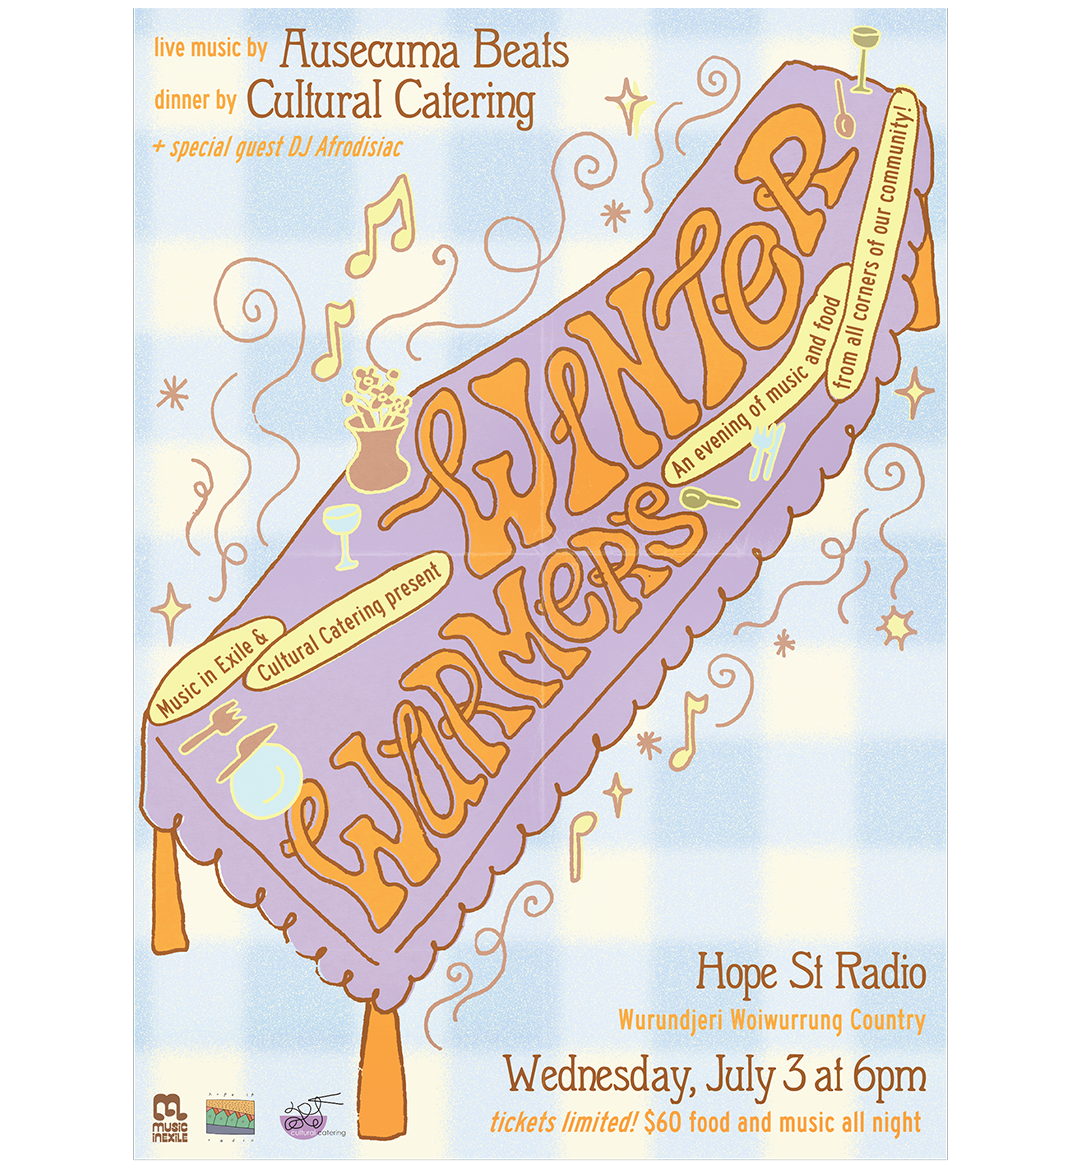 live music by Ausecuma Beats
dinner by Cultural Catering
+ special guest DJ Afrodisiac
Music in Exile &
Cultural Catering present
WINTER
WARMERS
An evening of music and food
from all corners of our community!
Hope St Radio
Wurundjeri Woiwurrung Country
Wednesday, July 3 at 6pm
tickets limited! $60 food and music all night
MUSIC
IN EXILE
hope st
radio
cultural catering